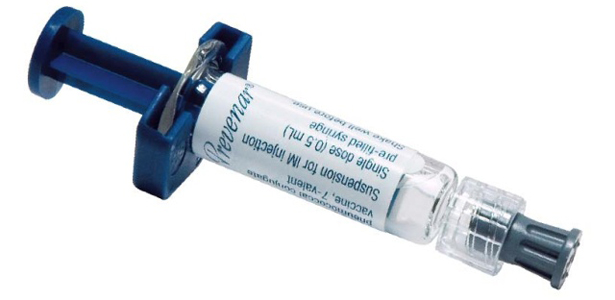 Prevenar®
pneumococcal conjugate
vaccine, 7-valent
Suspension for IM injection
Single dose (0.5 mL)
pre-filled syringe
Shake well before use